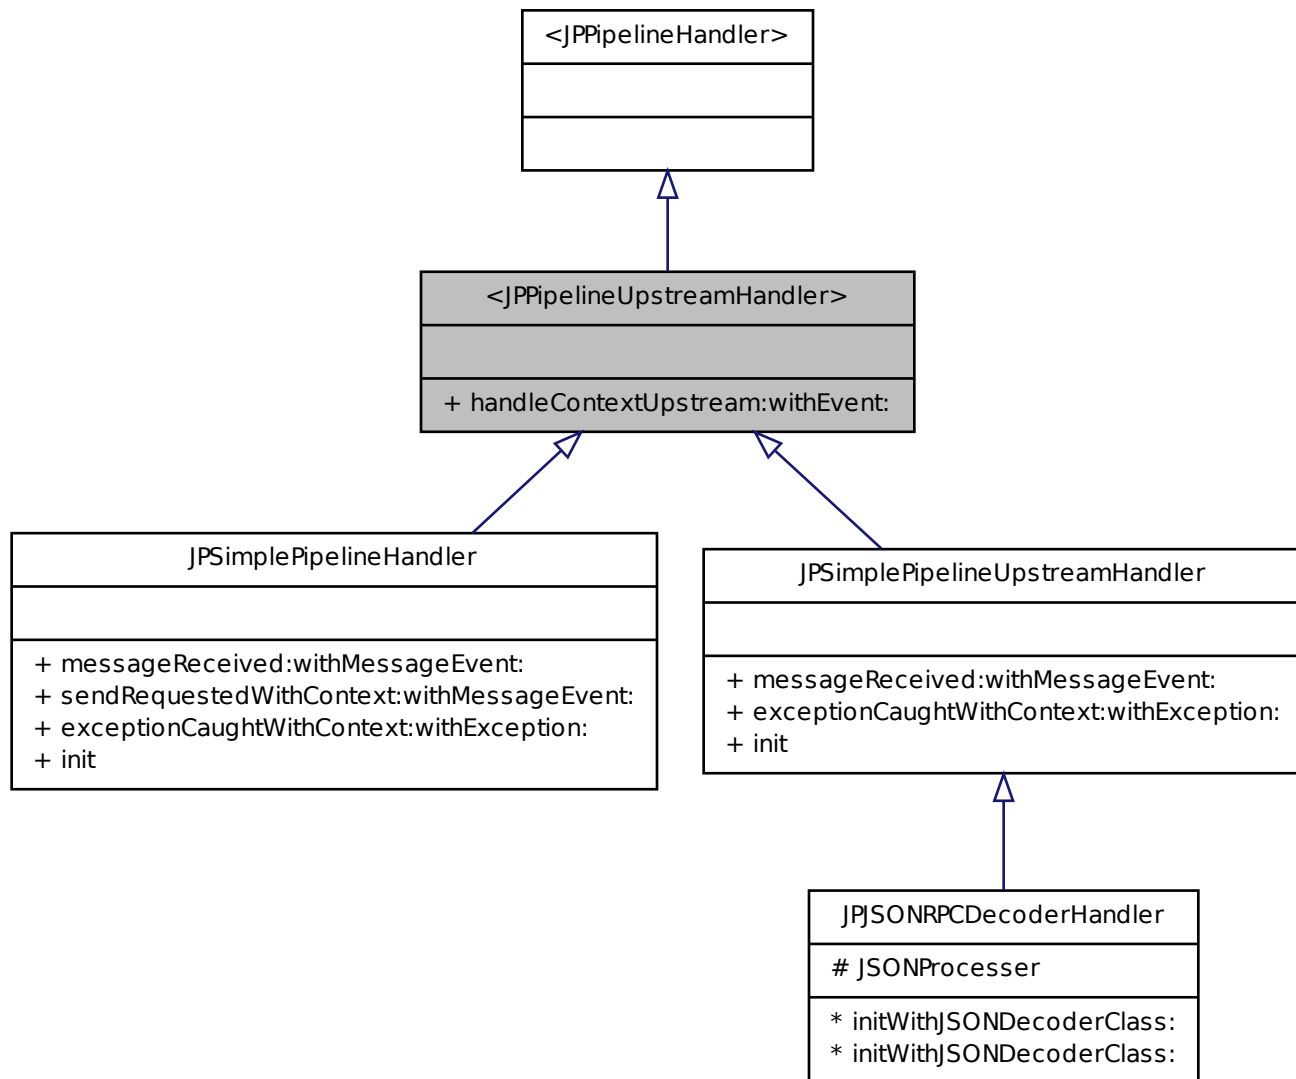 <JPPipelineHandler>
<JPPipelineUpstreamHandler>
+ handleContextUpstream:withEvent:
JPSimplePipelineHandler
+ messageReceived:withMessageEvent:
+ sendRequestedWithContext:withMessageEvent:
+ exceptionCaughtWithContext:withException:
+ init
JPSimplePipelineUpstreamHandler
+ messageReceived:withMessageEvent:
+ exceptionCaughtWithContext:withException:
+ init
JPJSONRPCDecoderHandler
# JSONProcesser
* initWithJSONDecoderClass:
* initWithJSONDecoderClass: